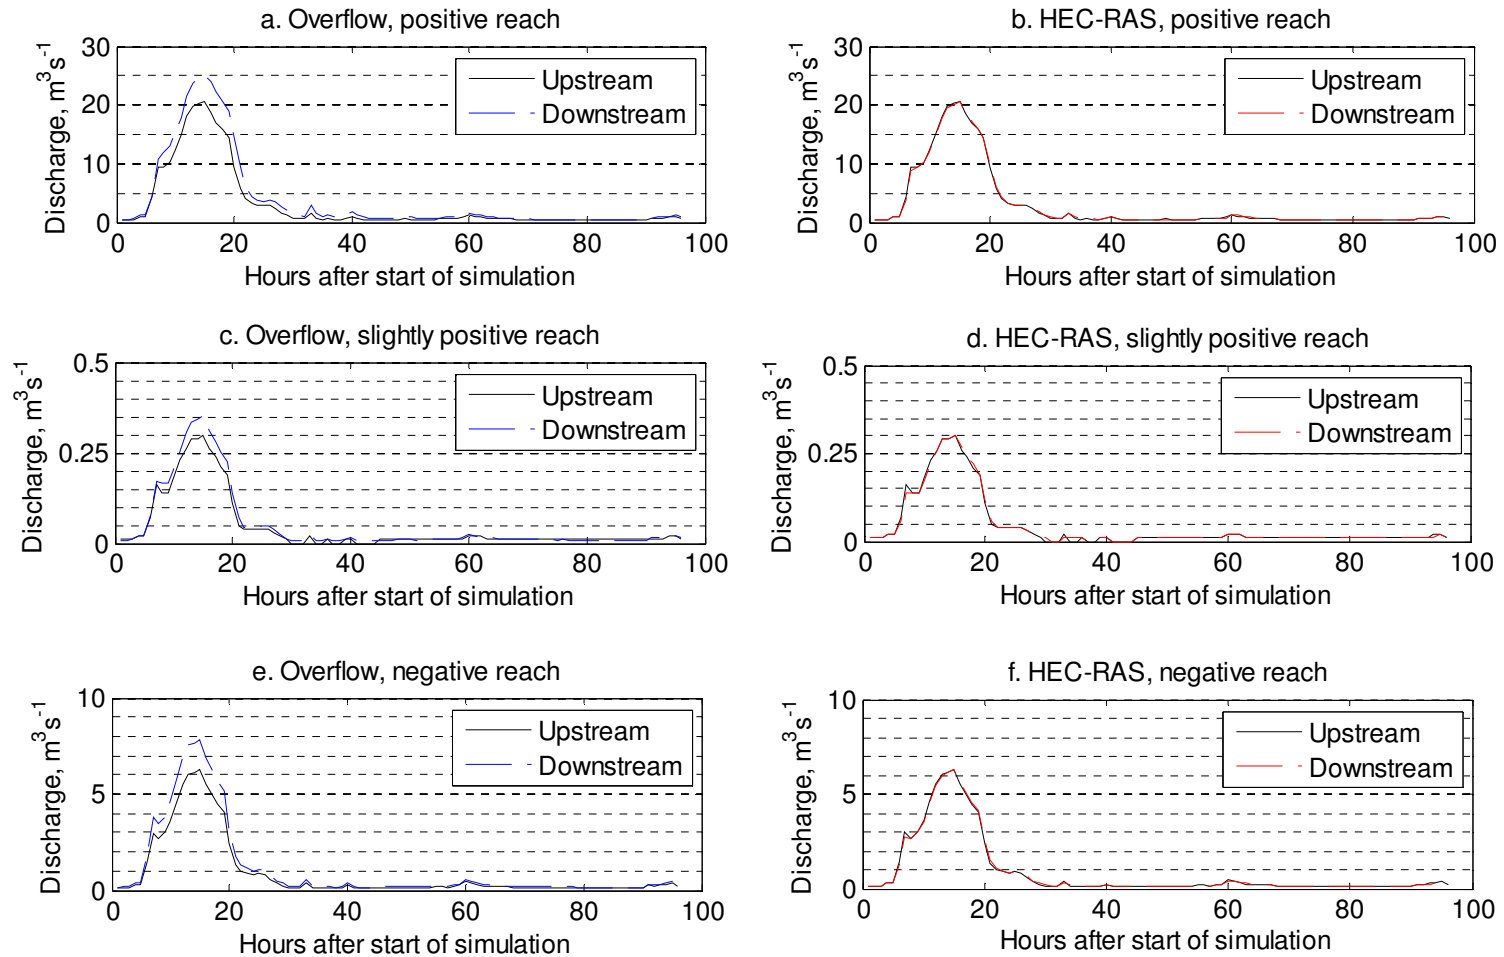 a. Overflow, positive reach
Discharge, m³s⁻¹
30
20
10
0
0 20 40 60 80 100
Hours after start of simulation
Upstream
Downstream
b. HEC-RAS, positive reach
Discharge, m³s⁻¹
30
20
10
0
0 20 40 60 80 100
Hours after start of simulation
Upstream
Downstream
c. Overflow, slightly positive reach
Discharge, m³s⁻¹
0.5
0.25
0
0 20 40 60 80 100
Hours after start of simulation
Upstream
Downstream
d. HEC-RAS, slightly positive reach
Discharge, m³s⁻¹
0.5
0.25
0
0 20 40 60 80 100
Hours after start of simulation
Upstream
Downstream
e. Overflow, negative reach
Discharge, m³s⁻¹
10
5
0
0 20 40 60 80 100
Hours after start of simulation
Upstream
Downstream
f. HEC-RAS, negative reach
Discharge, m³s⁻¹
10
5
0
0 20 40 60 80 100
Hours after start of simulation
Upstream
Downstream